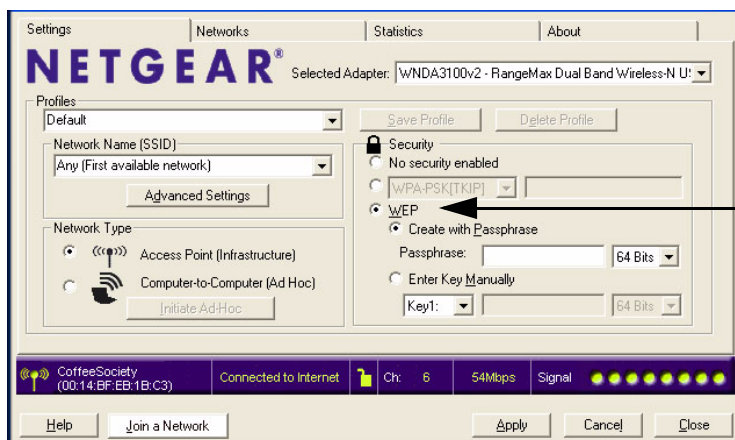 Settings Networks Statistics About
NETGEAR® Selected Adapter: WNDA3100v2 - RangeMax Dual Band Wireless-N U
Profiles
Default Save Profile Delete Profile
Network Name (SSID)
Any (First available network)
Advanced Settings
Network Type
Access Point (Infrastructure)
Computer-to-Computer (Ad Hoc)
Initiate Ad-Hoc
Security
No security enabled
WPA-PSK[TKIP]
WEP
Create with Passphrase
Passphrase: 64 Bits
Enter Key Manually
Key1: 64 Bits
CoffeeSociety
(00:14:BF:EB:1B:C3) Connected to Internet Ch: 6 54Mbps Signal
Help Join a Network Apply Cancel Close